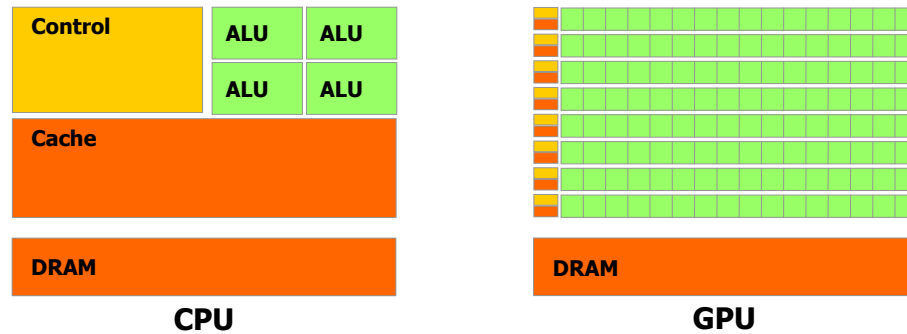 Control
ALU ALU
ALU ALU
Cache
DRAM
CPU
DRAM
GPU